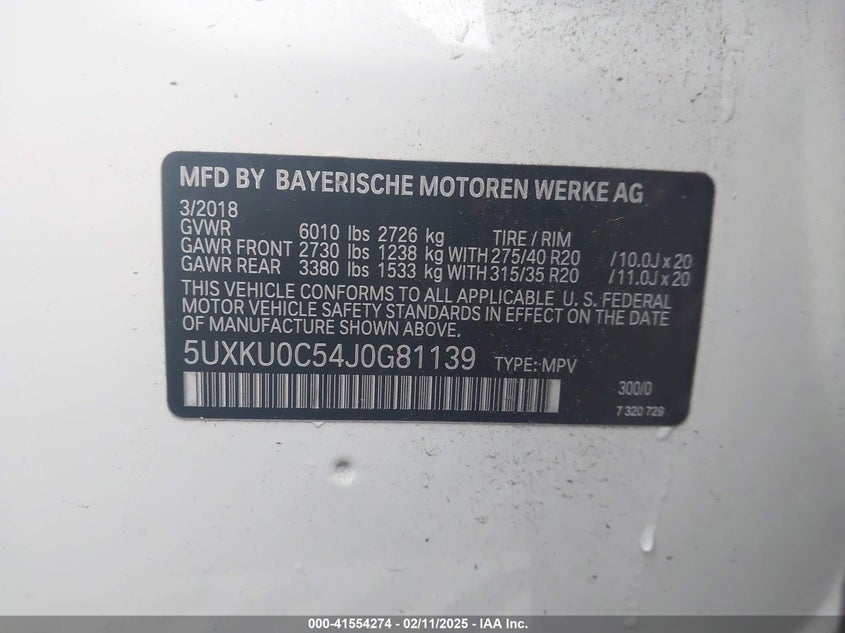 MFD BY BAYERISCHE MOTOREN WERKE AG
3/2018
GVWR 6010 lbs 2726 kg TIRE / RIM
GAWR FRONT 2730 lbs 1238 kg WITH 275/40 R20 /10.0J x 20
GAWR REAR 3380 lbs 1533 kg WITH 315/35 R20 /11.0J x 20
THIS VEHICLE CONFORMS TO ALL APPLICABLE U. S. FEDERAL
MOTOR VEHICLE SAFETY STANDARDS IN EFFECT ON THE DATE
OF MANUFACTURE SHOWN ABOVE.
5UXKU0C54J0G81139 TYPE: MPV
300/0
7 320 729
000-41554274 - 02/11/2025 - IAA Inc.